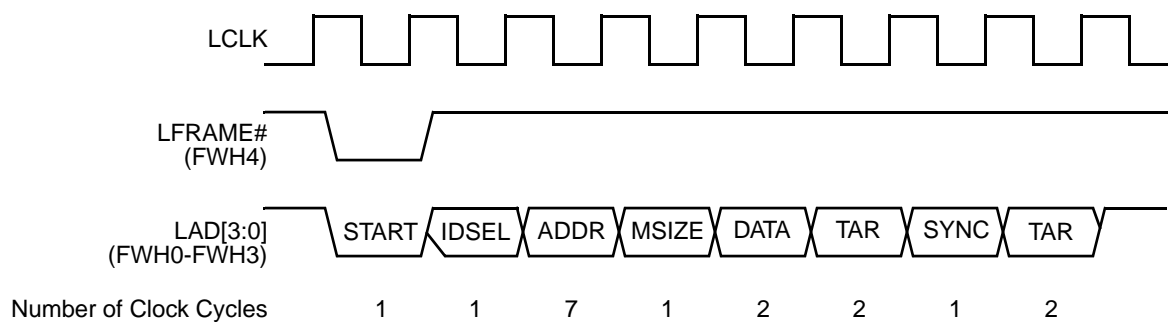 LCLK
LFRAME#
(FWH4)
LAD[3:0]
(FWH0-FWH3)
START IDSEL ADDR MSIZE DATA TAR SYNC TAR
Number of Clock Cycles 1 1 7 1 2 2 1 2